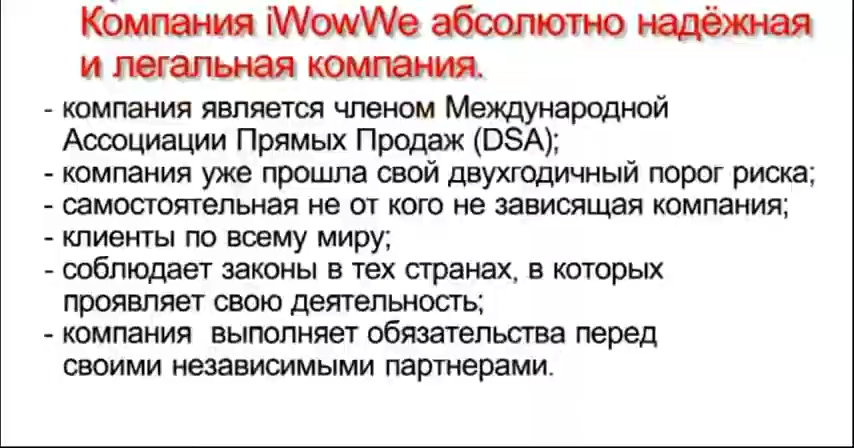 Компания iWowWe абсолютно надёжная
и легальная компания.
- компания является членом Международной
Ассоциации Прямых Продаж (DSA);
- компания уже прошла свой двухгодичный порог риска;
- самостоятельная не от кого не зависящая компания;
- клиенты по всему миру;
- соблюдает законы в тех странах, в которых
проявляет свою деятельность;
- компания выполняет обязательства перед
своими независимыми партнерами.